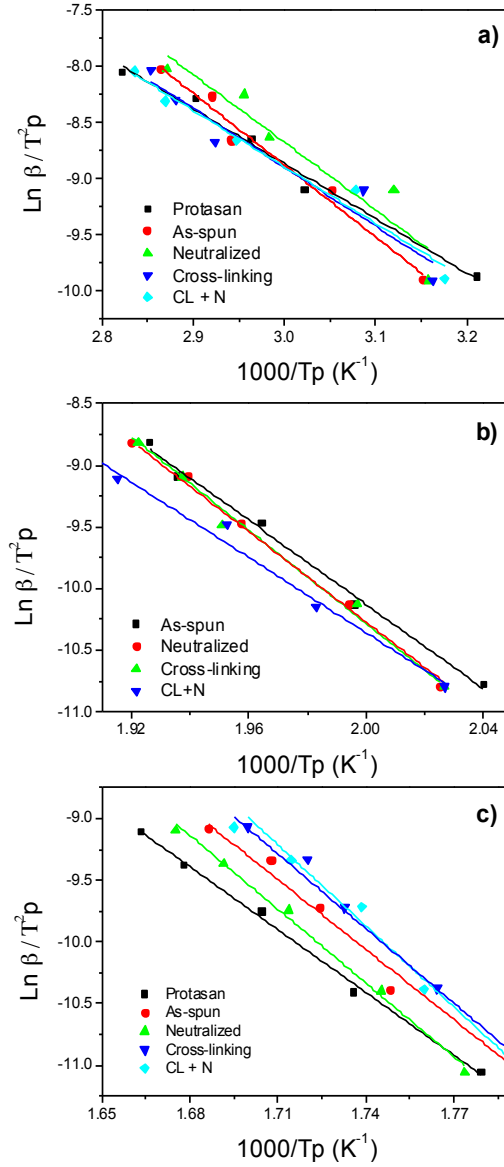 a)
-7.5
-8.0
-8.5
-9.0
-9.5
-10.0
Ln β/T²p
Protasan
As-spun
Neutralized
Cross-linking
CL + N
2.8 2.9 3.0 3.1 3.2
1000/Tp (K⁻¹)
b)
-8.5
-9.0
-9.5
-10.0
-10.5
-11.0
Ln β/T²p
As-spun
Neutralized
Cross-linking
CL+N
1.92 1.96 2.00 2.04
1000/Tp (K⁻¹)
c)
-9.0
-9.5
-10.0
-10.5
-11.0
Ln β/T²p
Protasan
As-spun
Neutralized
Cross-linking
CL + N
1.65 1.68 1.71 1.74 1.77
1000/Tp (K⁻¹)